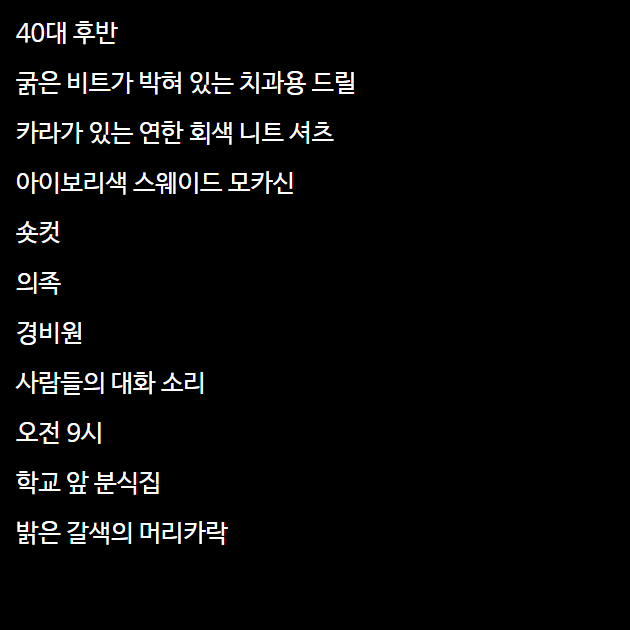 40대 후반
굵은 비트가 박혀 있는 치과용 드릴
카라가 있는 연한 회색 니트 셔츠
아이보리색 스웨이드 모카신
숏컷
의족
경비원
사람들의 대화 소리
오전 9시
학교 앞 분식집
밝은 갈색의 머리카락